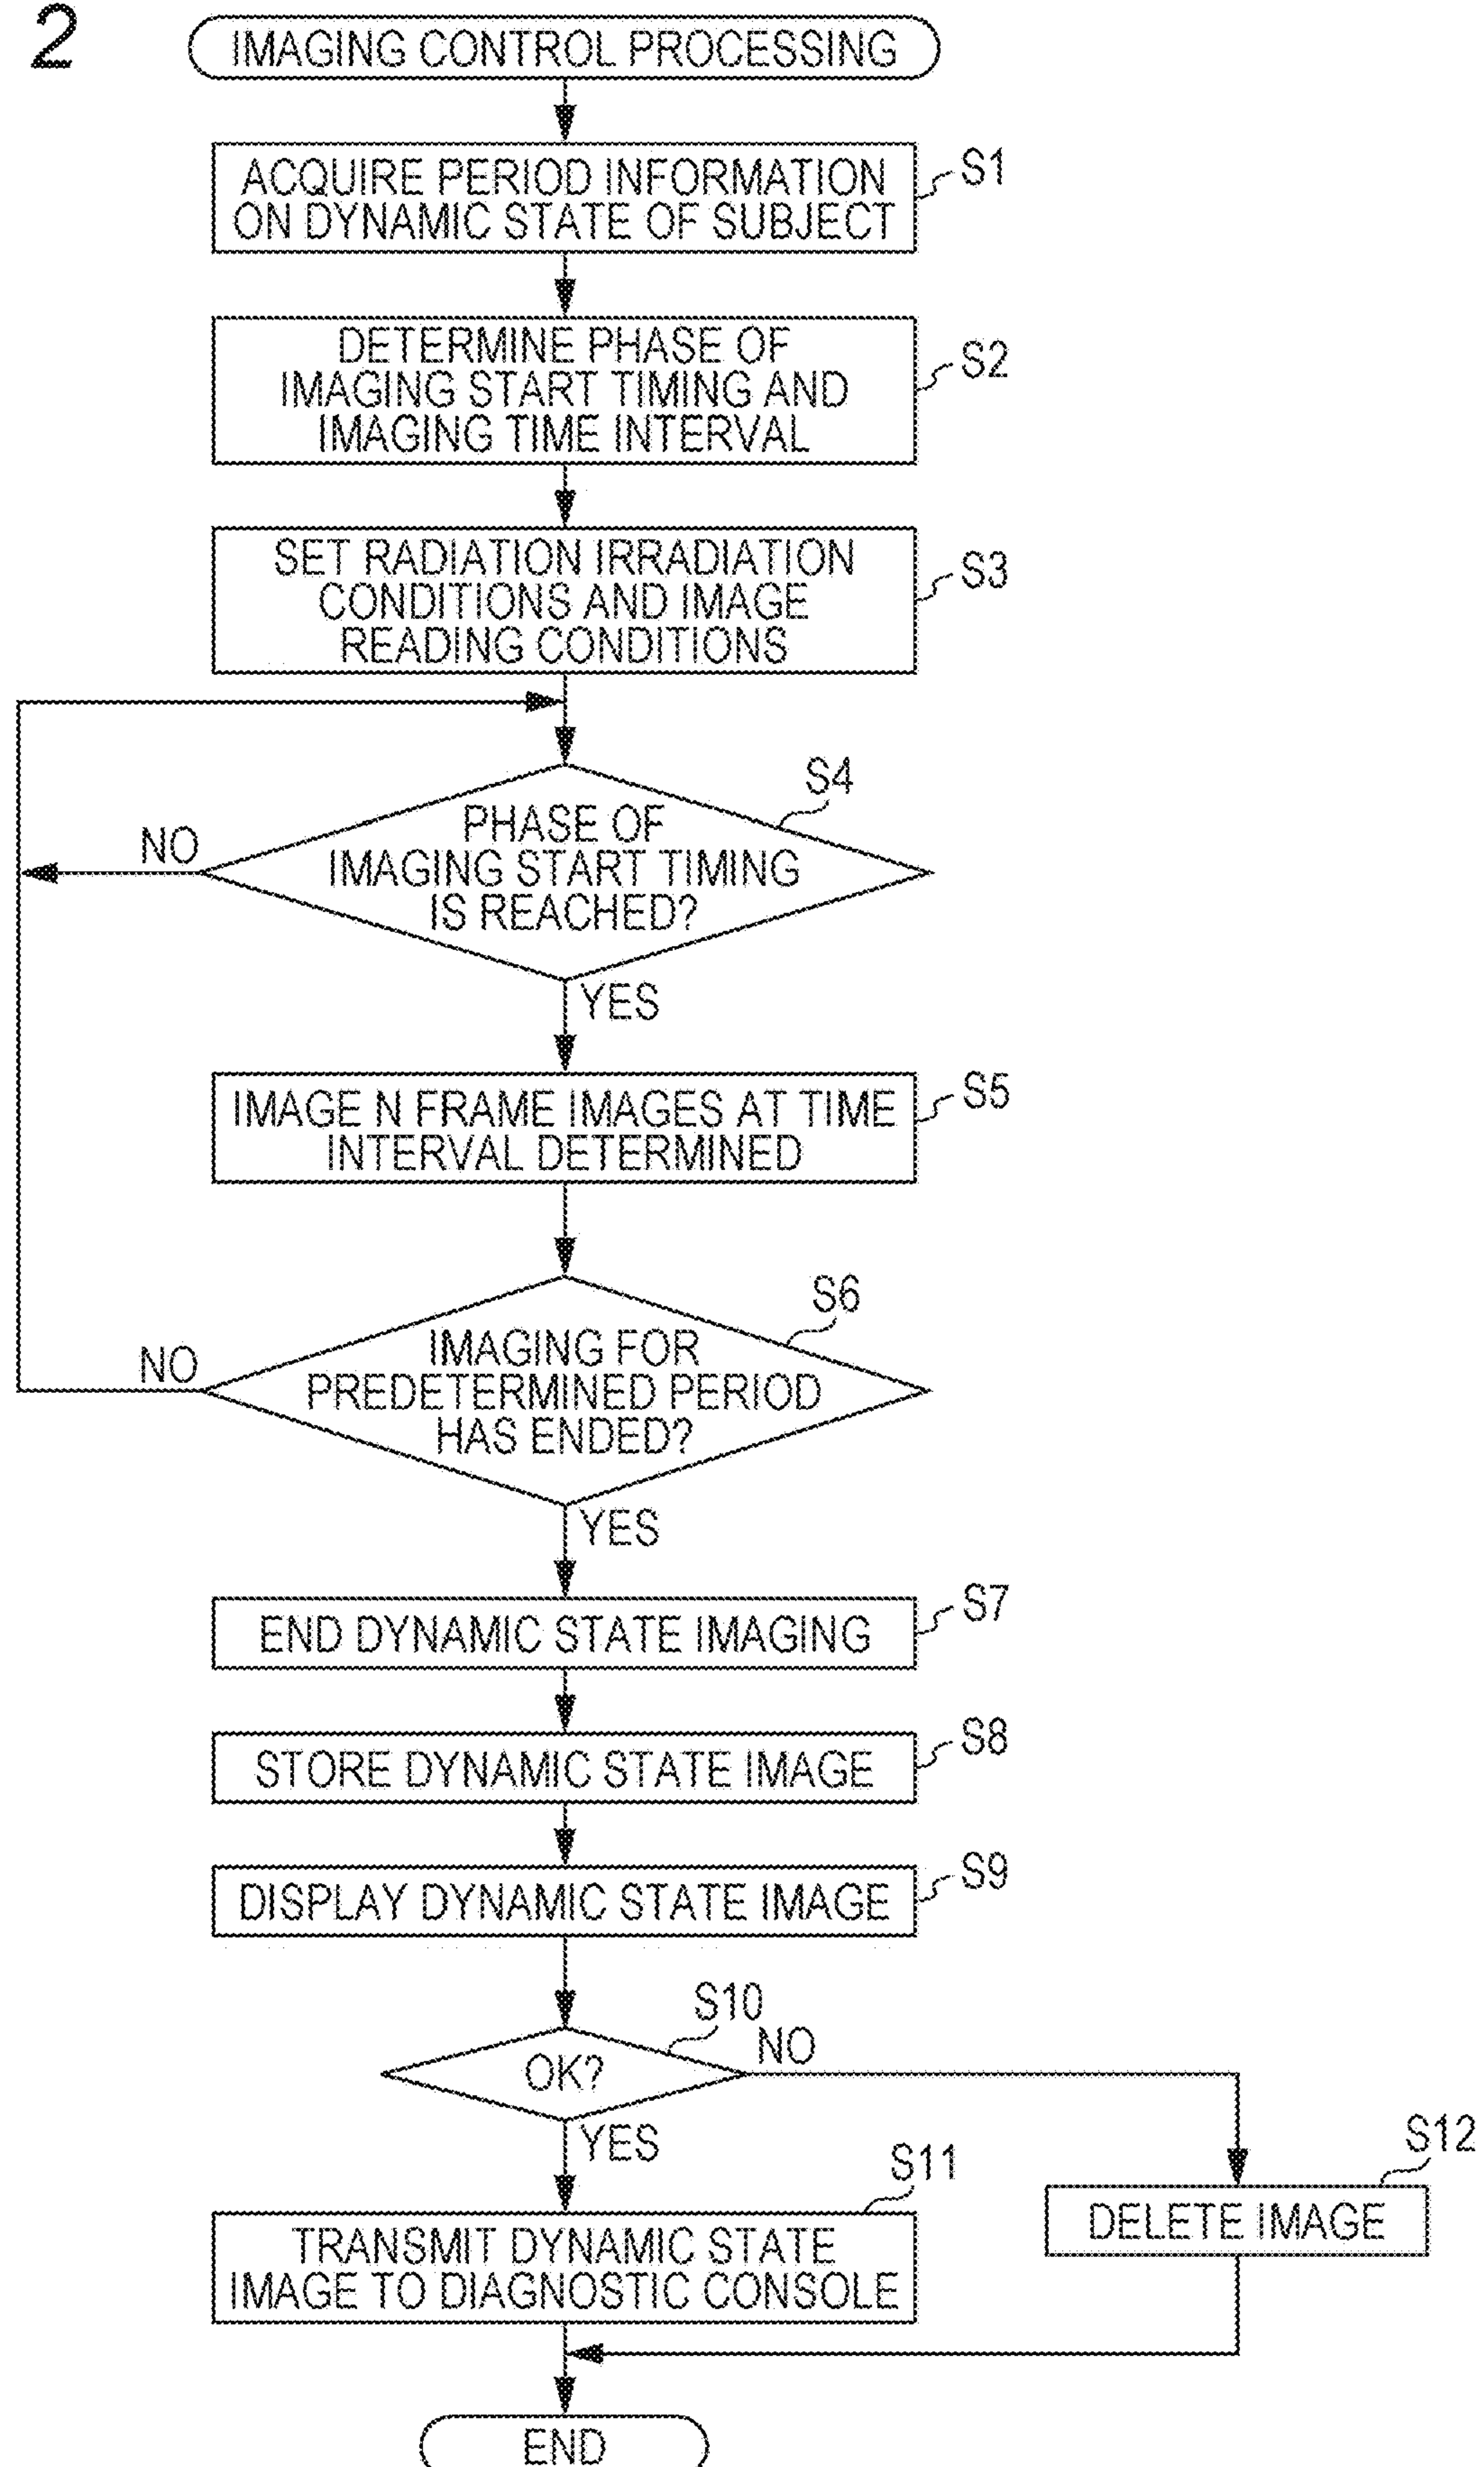 2
IMAGING CONTROL PROCESSING
ACQUIRE PERIOD INFORMATION
ON DYNAMIC STATE OF SUBJECT
S1
DETERMINE PHASE OF
IMAGING START TIMING AND
IMAGING TIME INTERVAL
S2
SET RADIATION IRRADIATION
CONDITIONS AND IMAGE
READING CONDITIONS
S3
S4
PHASE OF
IMAGING START TIMING
IS REACHED?
NO
YES
IMAGE N FRAME IMAGES AT TIME
INTERVAL DETERMINED
S5
S6
IMAGING FOR
PREDETERMINED PERIOD
HAS ENDED?
NO
YES
END DYNAMIC STATE IMAGING
S7
STORE DYNAMIC STATE IMAGE
S8
DISPLAY DYNAMIC STATE IMAGE
S9
S10
OK?
NO
YES
S11
TRANSMIT DYNAMIC STATE
IMAGE TO DIAGNOSTIC CONSOLE
S12
DELETE IMAGE
END